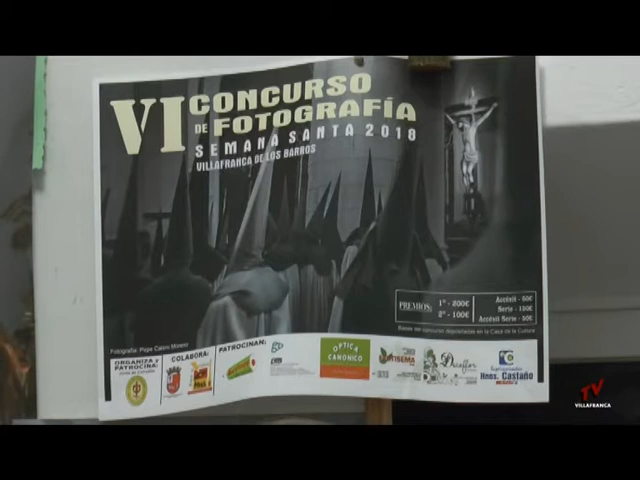 VI CONCURSO
DE FOTOGRAFÍA
SEMANA SANTA 2018
VILLAFRANCA DE LOS BARROS
PREMIOS:
1º - 200€
2º - 100€
Accésit - 50€
Serie - 150€
Accésit Serie - 50€
Bases del concurso depositadas en la Casa de la Cultura
Fotografía: Pepe Calero Moreno
ORGANIZA Y
PATROCINA:
COLABORA:
PATROCINAN:
OPTICA
CANONICO
Hnos. Castaño
TV
VILLAFRANCA